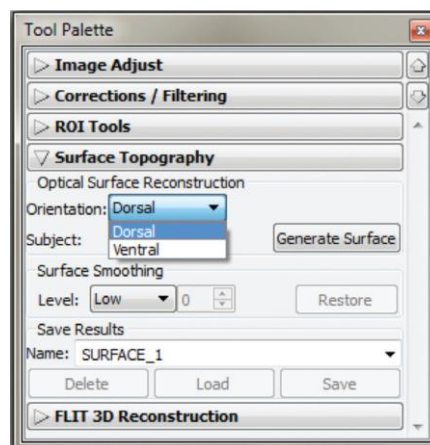 Tool Palette
Image Adjust
Corrections / Filtering
ROI Tools
Surface Topography
Optical Surface Reconstruction
Orientation: Dorsal
Dorsal
Subject: Ventral Generate Surface
Surface Smoothing
Level: Low 0 Restore
Save Results
Name: SURFACE_1
Delete Load Save
FLIT 3D Reconstruction